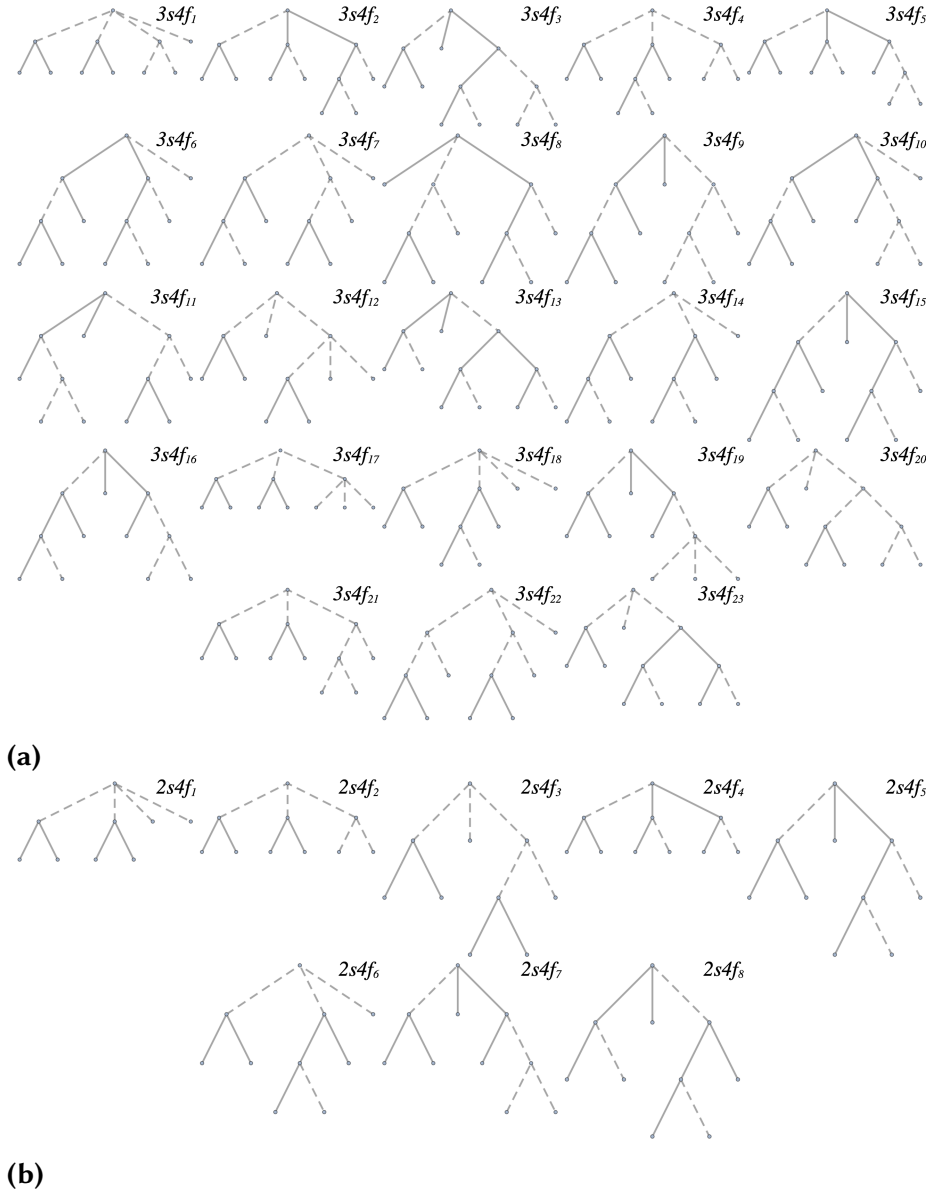 3s4f₁ 3s4f₂ 3s4f₃ 3s4f₄ 3s4f₅
3s4f₆ 3s4f₇ 3s4f₈ 3s4f₉ 3s4f₁₀
3s4f₁₁ 3s4f₁₂ 3s4f₁₃ 3s4f₁₄ 3s4f₁₅
3s4f₁₆ 3s4f₁₇ 3s4f₁₈ 3s4f₁₉ 3s4f₂₀
3s4f₂₁ 3s4f₂₂ 3s4f₂₃
(a)
2s4f₁ 2s4f₂ 2s4f₃ 2s4f₄ 2s4f₅
2s4f₆ 2s4f₇ 2s4f₈
(b)